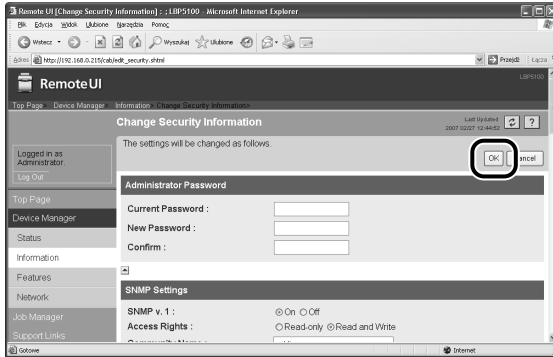 Remote UI [Change Security Information] : ; ; LBP5100 - Microsoft Internet Explorer
Plik Edycja Widok Ulubione Narzędzia Pomoc
Wstecz Wyszukaj Ulubione
Adres http://192.168.0.215/cab/edit_security.shtml Przejdź Łącza
Remote UI
LBP5100
Top Page> Device Manager> Information> Change Security Information>
Change Security Information
Last Updated
2007 02/27 12:44:52
The settings will be changed as follows.
OK
Logged in as
Administrator.
Log Out
Administrator Password
Current Password :
New Password :
Confirm :
Top Page
Device Manager
Status
Information
Features
Network
Job Manager
Support Links
SNMP Settings
SNMP v. 1 : On Off
Access Rights : Read-only Read and Write
Gotowe Internet